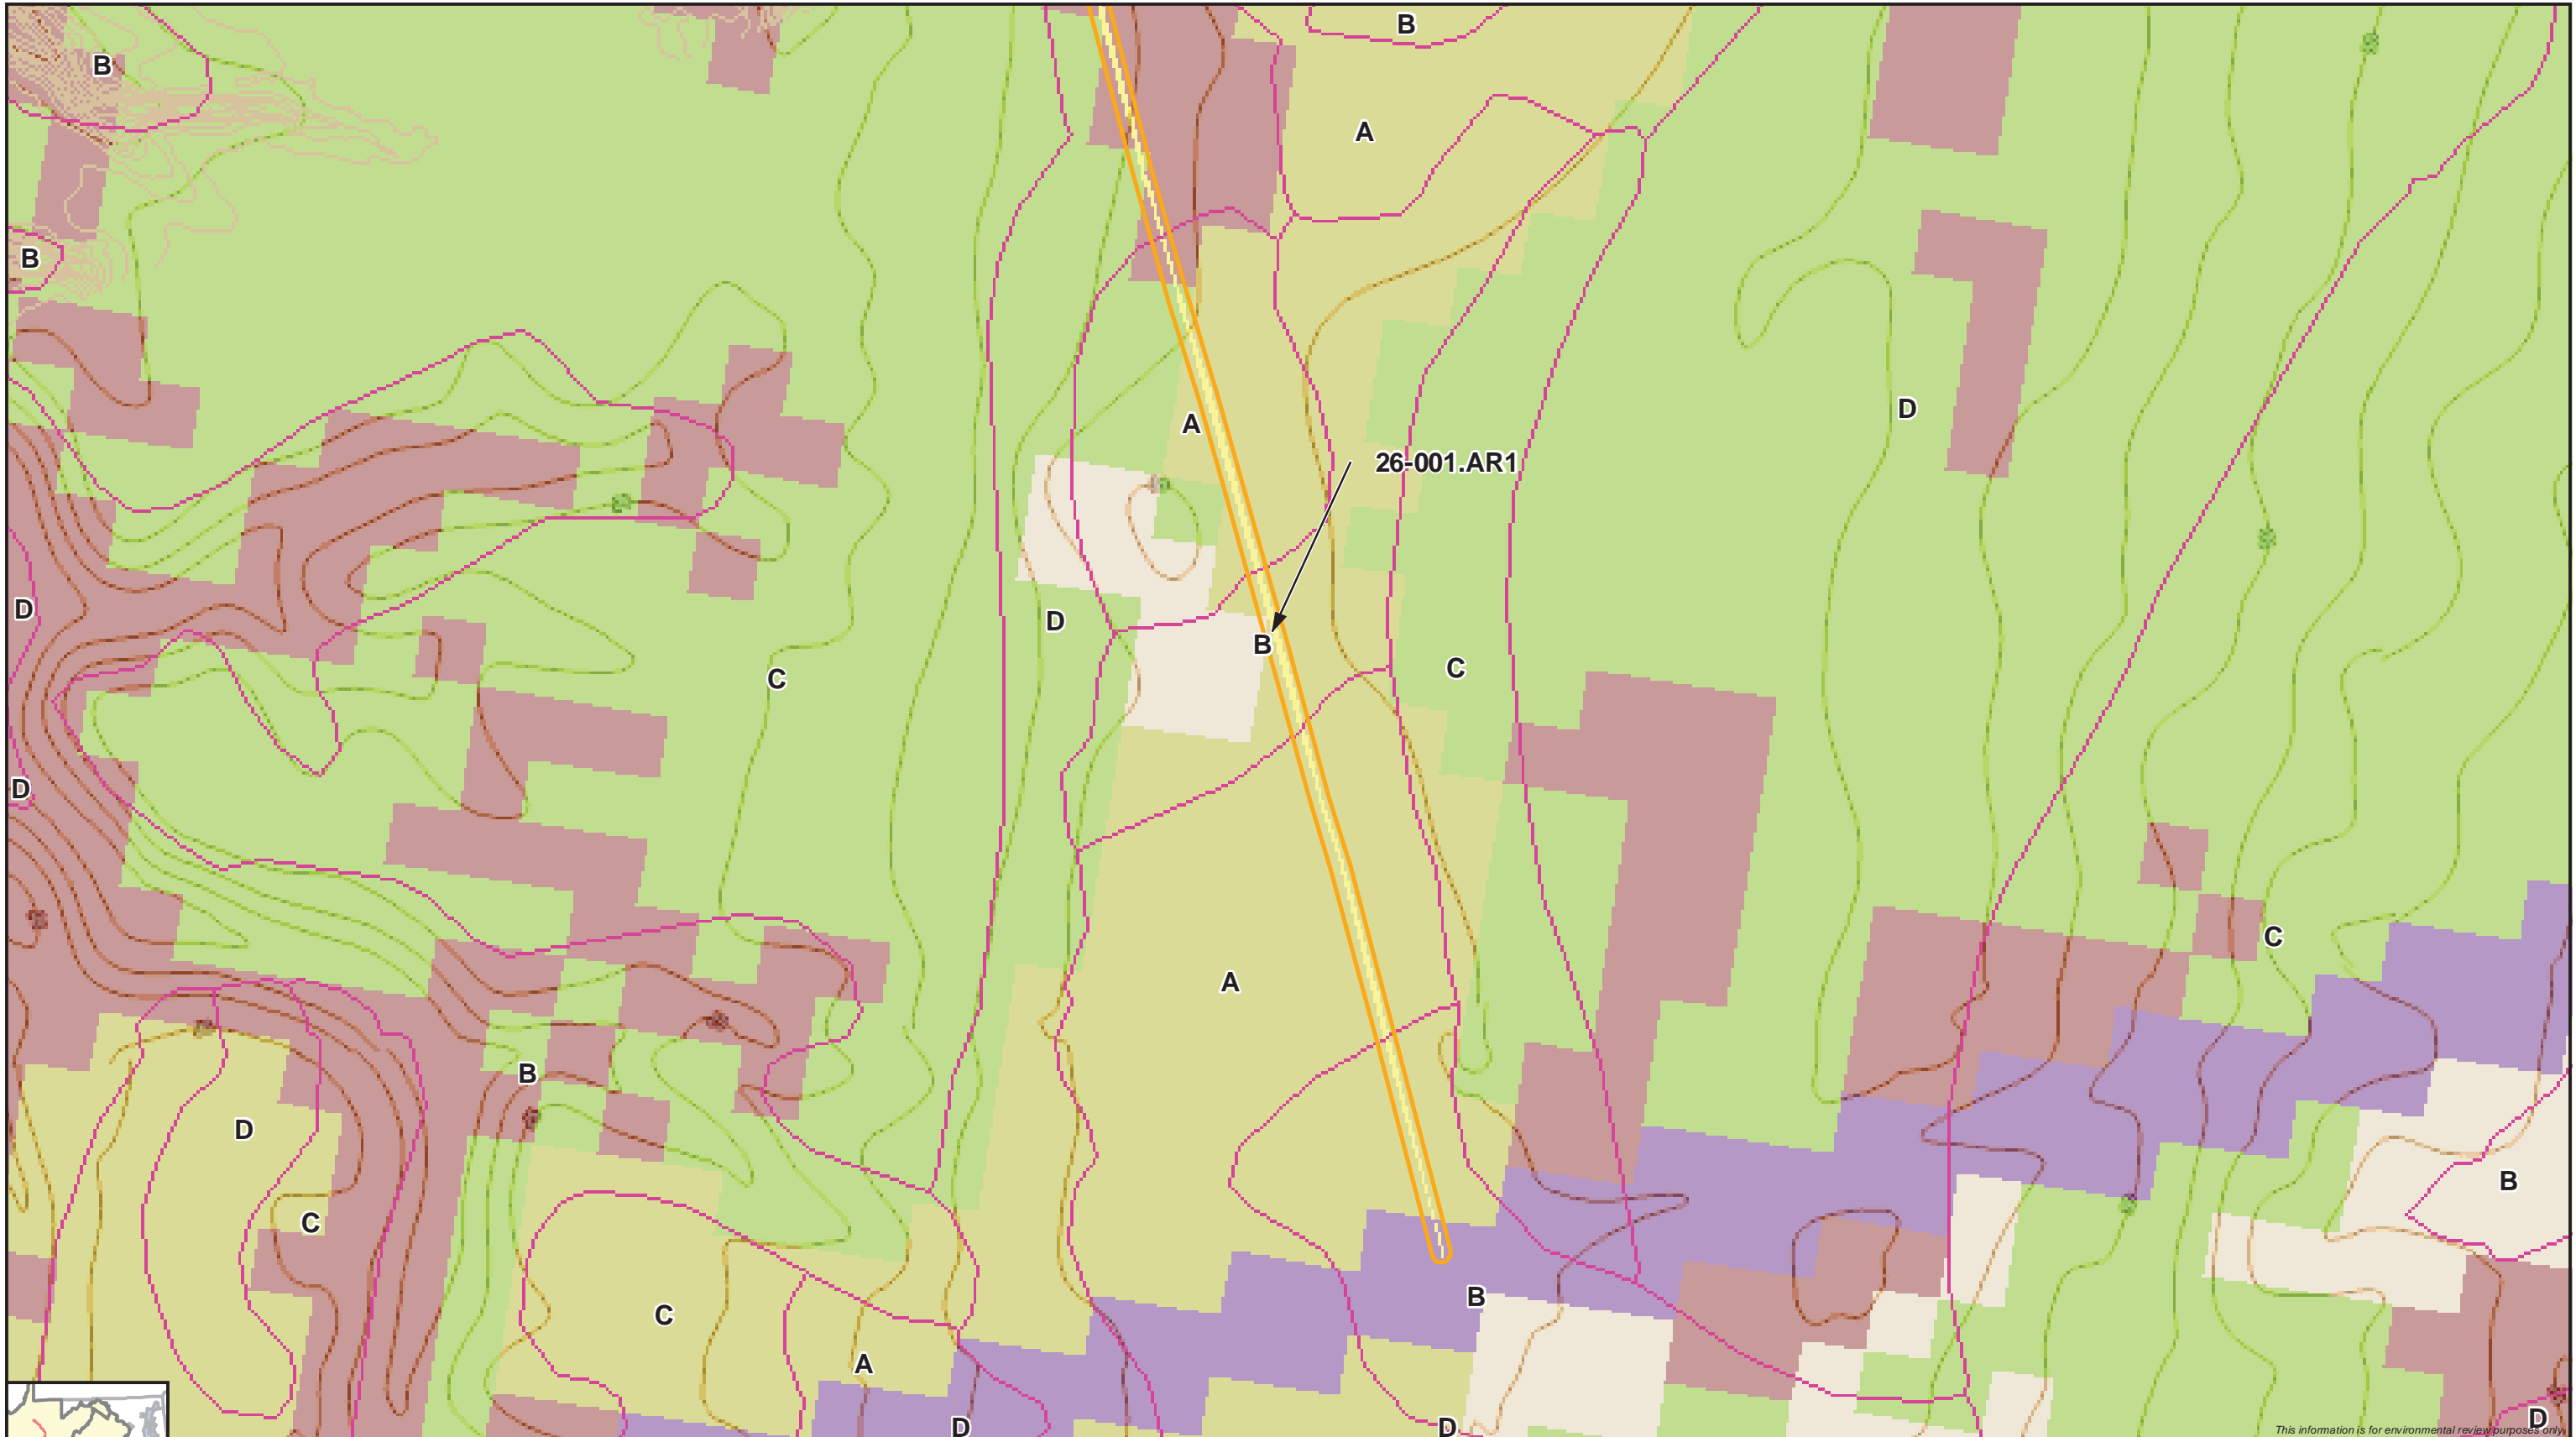 B
B
A
B
D
A
26-001.AR1
D
D
B
C
C
D
C
A
B
D
B
C
B
C
A
D
D
D
This information is for environmental review purposes only.